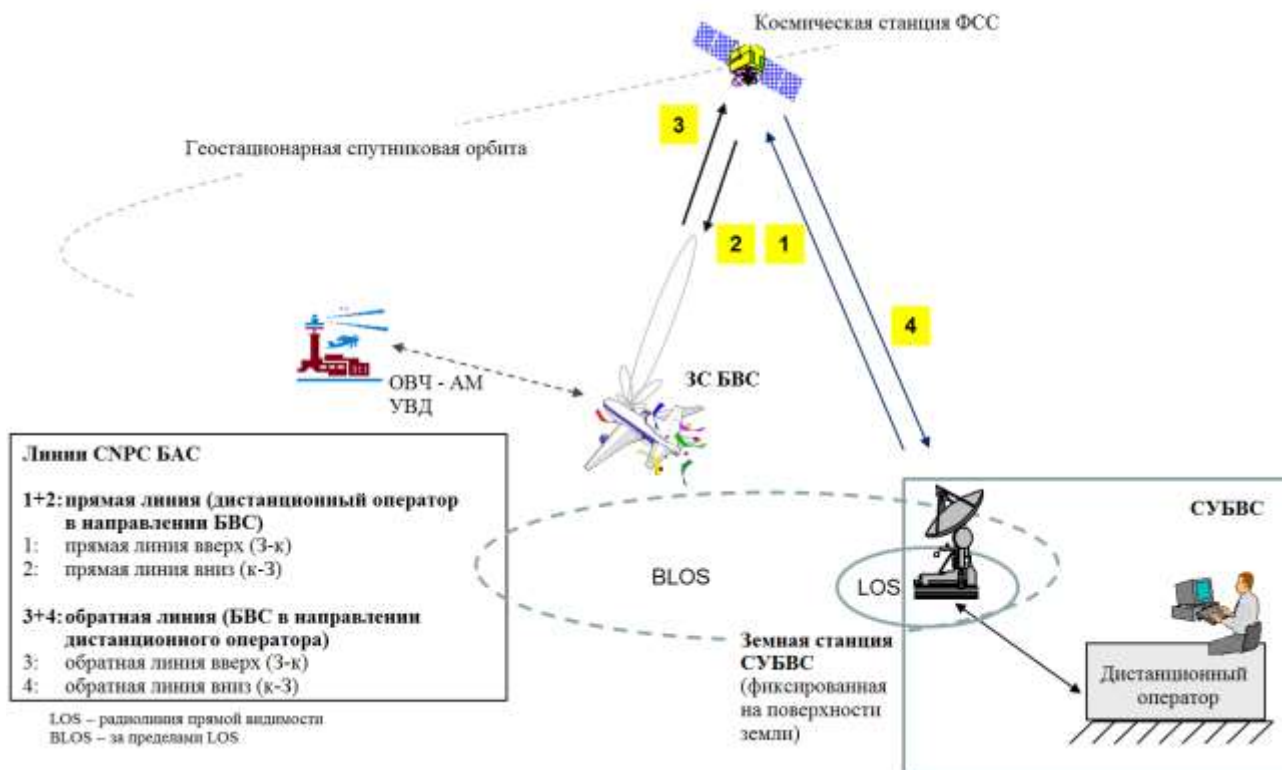 Космическая станция ФСС
3
Геостационарная спутниковая орбита
2
1
4
ЗС БВС
ОВЧ - АМ
УВД
Линии CNPC БАС
1+2: прямая линия (дистанционный оператор
в направлении БВС)
1: прямая линия вверх (З-к)
2: прямая линия вниз (к-З)
3+4: обратная линия (БВС в направлении
дистанционного оператора)
3: обратная линия вверх (З-к)
4: обратная линия вниз (к-З)
LOS – радиолиния прямой видимости
BLOS – за пределами LOS
BLOS
LOS
СУБВС
Земная станция
СУБВС
(фиксированная
на поверхности
земли)
Дистанционный
оператор